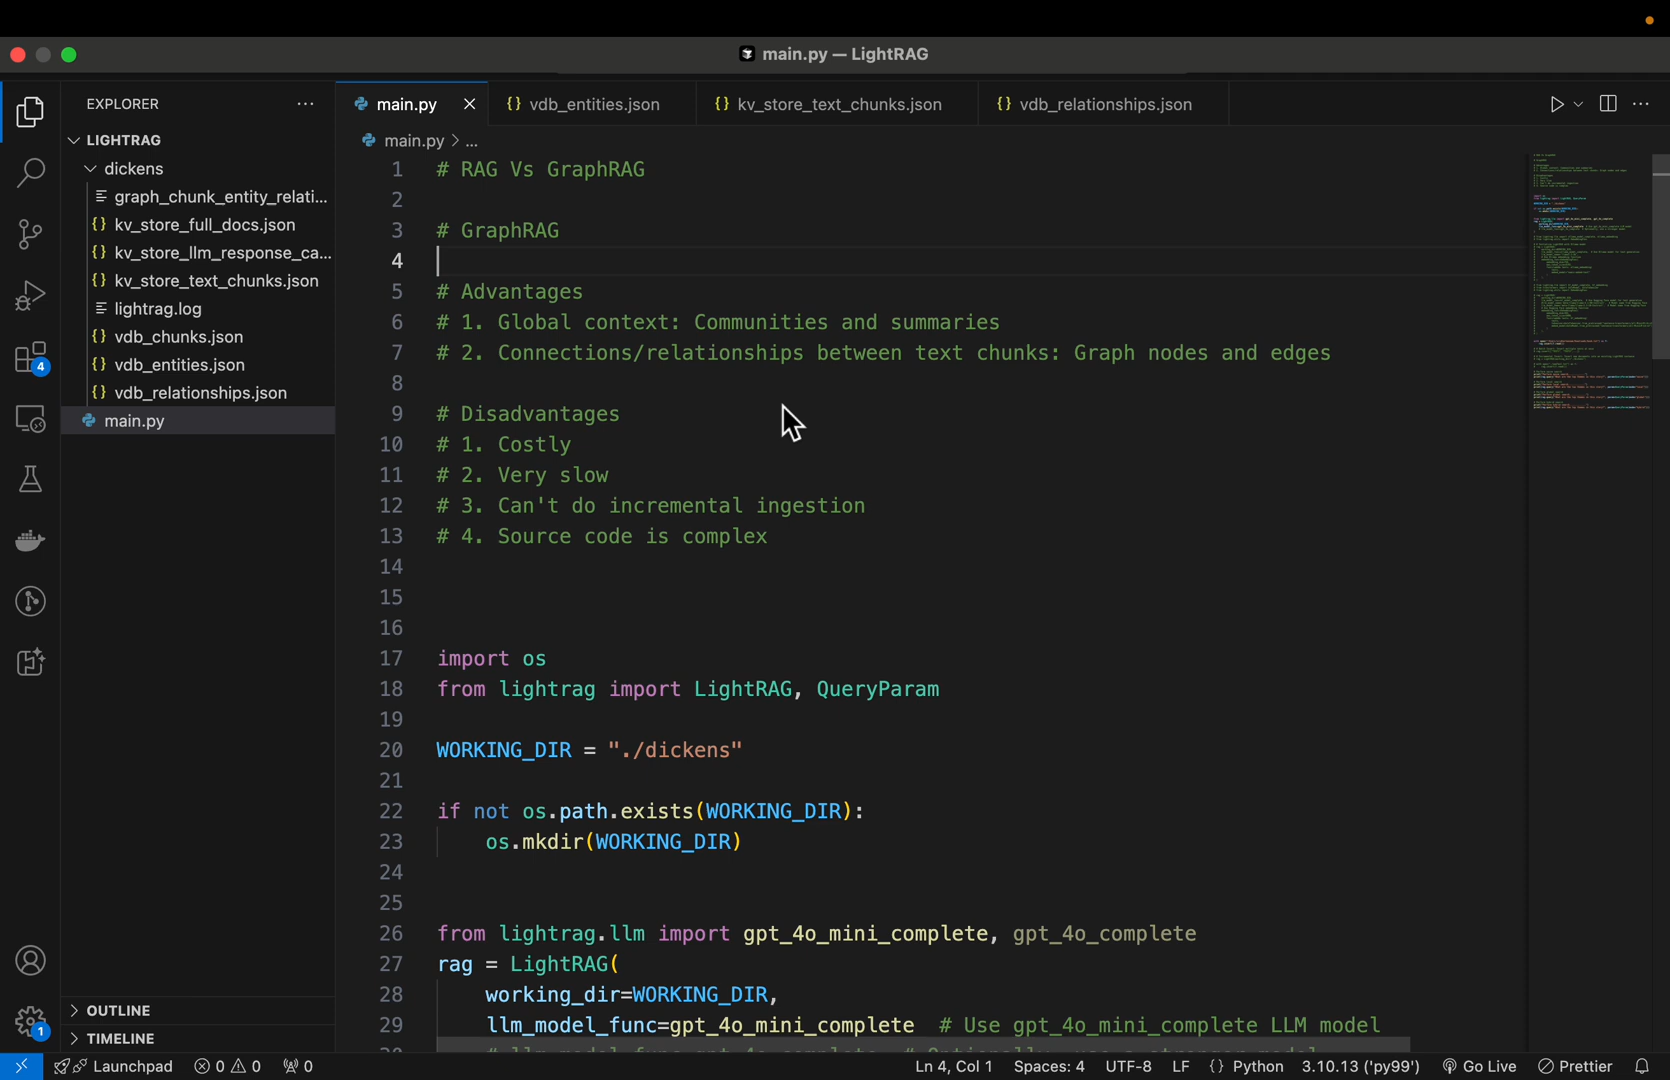 main.py — LightRAG
EXPLORER
LIGHTRAG
dickens
graph_chunk_entity_relati...
kv_store_full_docs.json
kv_store_llm_response_ca...
kv_store_text_chunks.json
lightrag.log
vdb_chunks.json
vdb_entities.json
vdb_relationships.json
main.py
OUTLINE
TIMELINE
4
1
main.py
vdb_entities.json
kv_store_text_chunks.json
vdb_relationships.json
main.py > ...
1 # RAG Vs GraphRAG
2
3 # GraphRAG
4
5 # Advantages
6 # 1. Global context: Communities and summaries
7 # 2. Connections/relationships between text chunks: Graph nodes and edges
8
9 # Disadvantages
10 # 1. Costly
11 # 2. Very slow
12 # 3. Can't do incremental ingestion
13 # 4. Source code is complex
14
15
16
17 import os
18 from lightrag import LightRAG, QueryParam
19
20 WORKING_DIR = "./dickens"
21
22 if not os.path.exists(WORKING_DIR):
23 os.mkdir(WORKING_DIR)
24
25
26 from lightrag.llm import gpt_4o_mini_complete, gpt_4o_complete
27 rag = LightRAG(
28 working_dir=WORKING_DIR,
29 llm_model_func=gpt_4o_mini_complete # Use gpt_4o_mini_complete LLM model
Launchpad 0 0 0 Ln 4, Col 1 Spaces: 4 UTF-8 LF {} Python 3.10.13 ('py99') Go Live Prettier